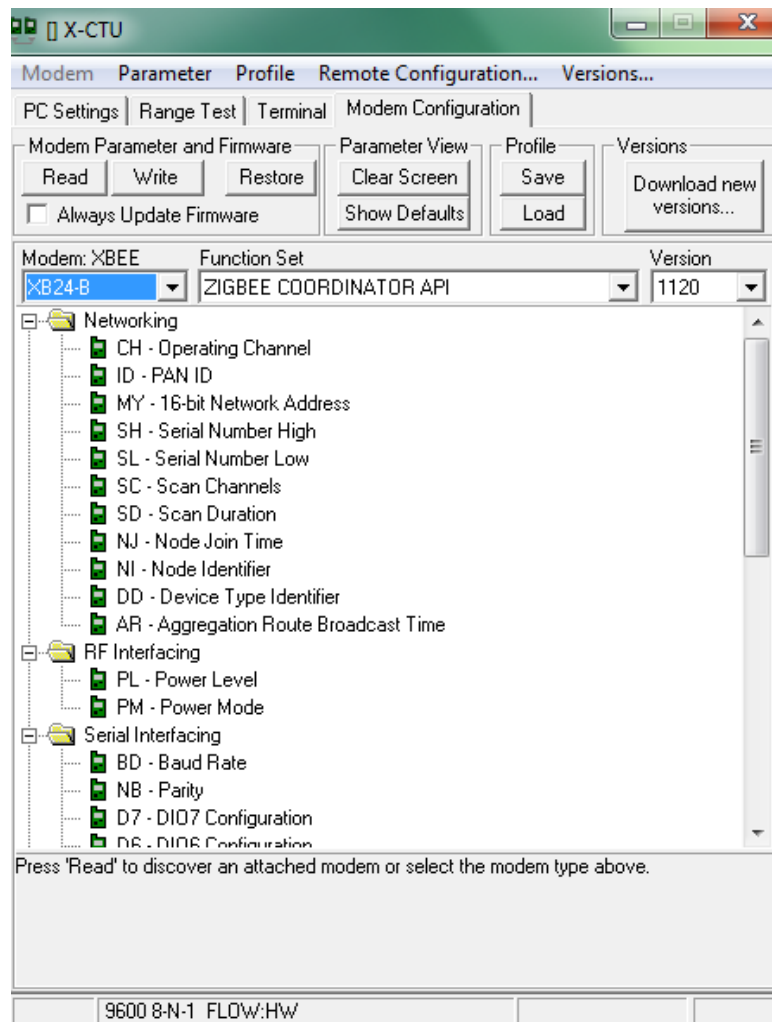 [] X-CTU
Modem Parameter Profile Remote Configuration... Versions...
PC Settings Range Test Terminal Modem Configuration
Modem Parameter and Firmware Parameter View Profile Versions
Read Write Restore Clear Screen Save Download new versions...
Always Update Firmware Show Defaults Load
Modem: XBEE Function Set Version
XB24-B ZIGBEE COORDINATOR API 1120
Networking
CH - Operating Channel
ID - PAN ID
MY - 16-bit Network Address
SH - Serial Number High
SL - Serial Number Low
SC - Scan Channels
SD - Scan Duration
NJ - Node Join Time
NI - Node Identifier
DD - Device Type Identifier
AR - Aggregation Route Broadcast Time
RF Interfacing
PL - Power Level
PM - Power Mode
Serial Interfacing
BD - Baud Rate
NB - Parity
D7 - DIO7 Configuration
D6 - DIO6 Configuration
Press 'Read' to discover an attached modem or select the modem type above.
9600 8-N-1 FLOW:HW